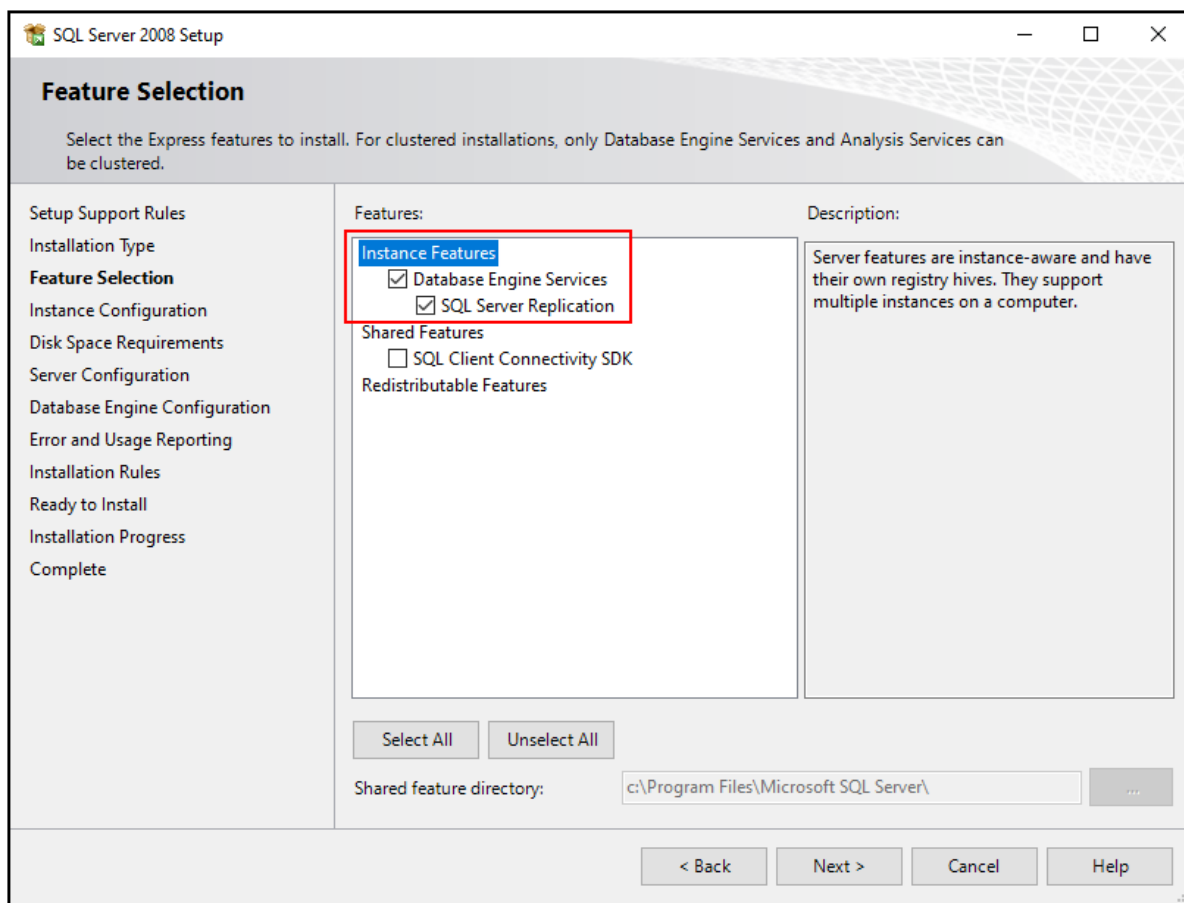 SQL Server 2008 Setup
Feature Selection
Select the Express features to install. For clustered installations, only Database Engine Services and Analysis Services can
be clustered.
Setup Support Rules
Installation Type
Feature Selection
Instance Configuration
Disk Space Requirements
Server Configuration
Database Engine Configuration
Error and Usage Reporting
Installation Rules
Ready to Install
Installation Progress
Complete
Features:
Instance Features
Database Engine Services
SQL Server Replication
Shared Features
SQL Client Connectivity SDK
Redistributable Features
Description:
Server features are instance-aware and have
their own registry hives. They support
multiple instances on a computer.
Select All
Unselect All
Shared feature directory:
c:\Program Files\Microsoft SQL Server\
...
< Back
Next >
Cancel
Help